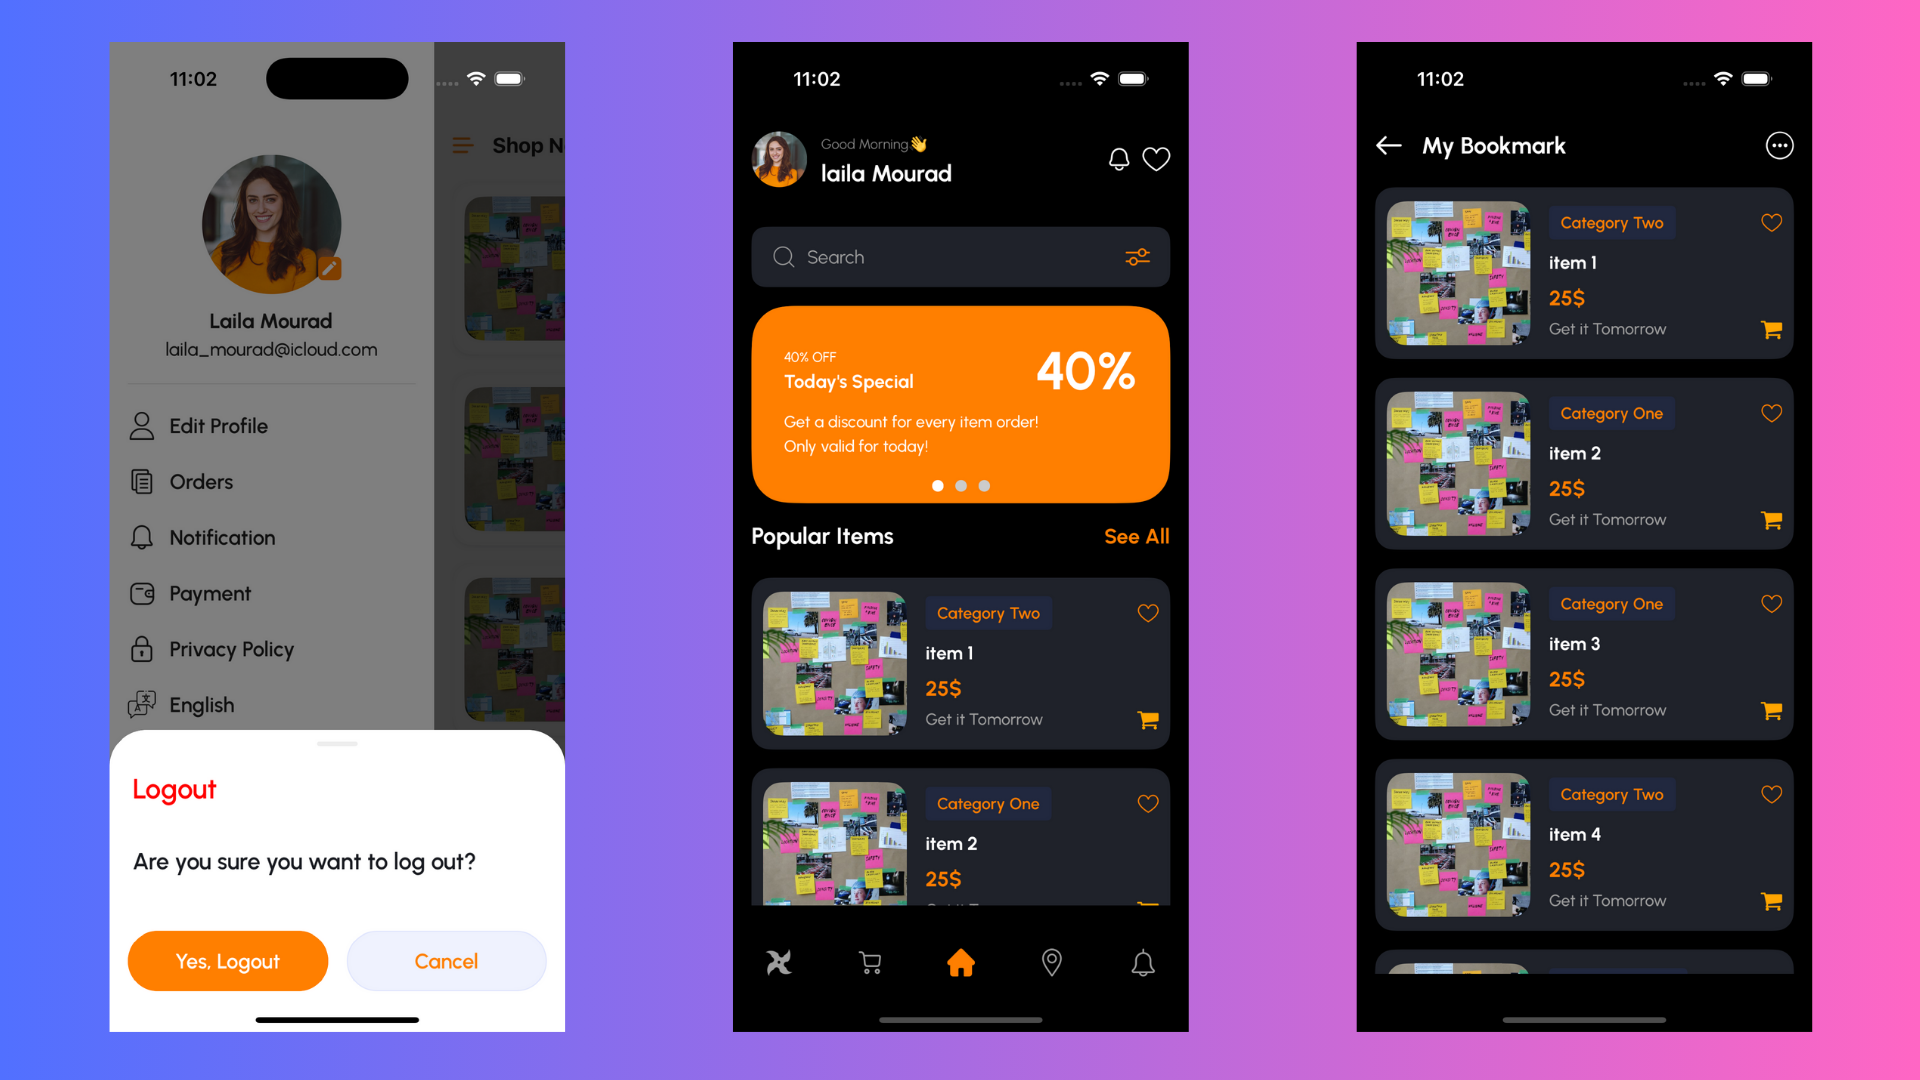 11:02
Shop N
Laila Mourad
laila_mourad@icloud.com
Edit Profile
Orders
Notification
Payment
Privacy Policy
English
Logout
Are you sure you want to log out?
Yes, Logout
Cancel
11:02
Good Morning👋
laila Mourad
Search
40% OFF
Today's Special
40%
Get a discount for every item order!
Only valid for today!
Popular Items
See All
Category Two
item 1
25$
Get it Tomorrow
Category One
item 2
25$
11:02
My Bookmark
Category Two
item 1
25$
Get it Tomorrow
Category One
item 2
25$
Get it Tomorrow
Category One
item 3
25$
Get it Tomorrow
Category Two
item 4
25$
Get it Tomorrow